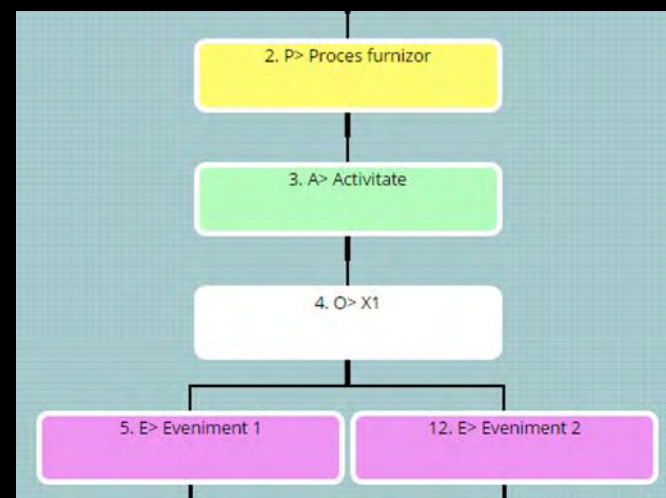 2. P> Proces furnizor
3. A> Activitate
4. O> X1
5. E> Eveniment 1
12. E> Eveniment 2